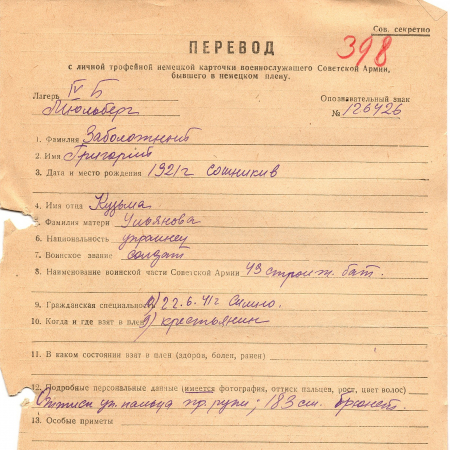 Сов. секретно
ПЕРЕВОД
398
с личной трофейной немецкой карточки военнослужащего Советской Армии,
бывшего в немецком плену.
Лагерь IV Б
Мюльберг
Опознавательный знак
№ 126426
1. Фамилия Заболотний
2. Имя Григорий
3. Дата и место рождения 1921 г Сошників
4. Имя отца Кузьма
5. Фамилия матери Ульянова
6. Национальность украинец
7. Воинское звание солдат
8. Наименование воинской части Советской Армии 43 строит. бат.
9. Гражданская специальн 22.6.41 г
10. Когда и где взят в плен крестьянин
11. В каком состоянии взят в плен (здоров, болен, ранен)
12. Подробные персональные данные (имеется фотография, оттиск пальцев, рост, цвет волос)
Оттиск ук. пальца пр. руки; 183 см. брюнет.
13. Особые приметы